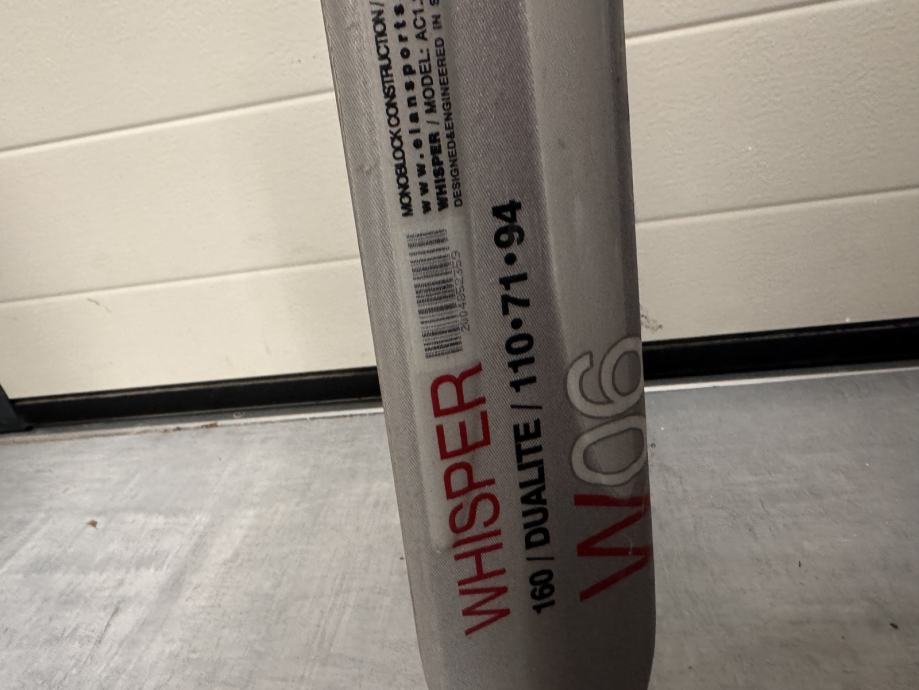 MONOBLOCK CONSTRUCTION /
www.elansports
WHISPER / MODEL: AC1.
DESIGNED&ENGINEERED IN S
WHISPER
160 / DUALITE / 110•71•94
W06